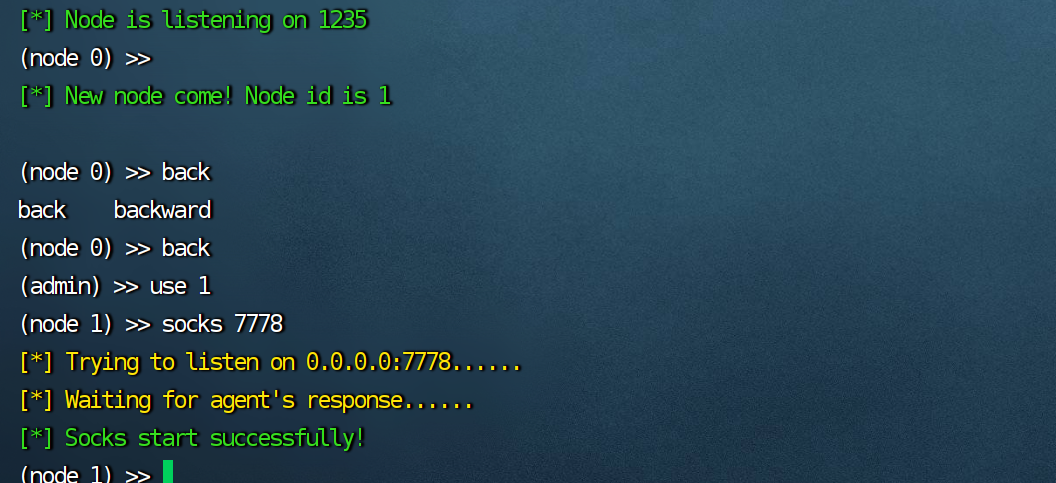 [*] Node is listening on 1235
(node 0) >>
[*] New node come! Node id is 1
(node 0) >> back
back    backward
(node 0) >> back
(admin) >> use 1
(node 1) >> socks 7778
[*] Trying to listen on 0.0.0.0:7778......
[*] Waiting for agent's response......
[*] Socks start successfully!
(node 1) >>